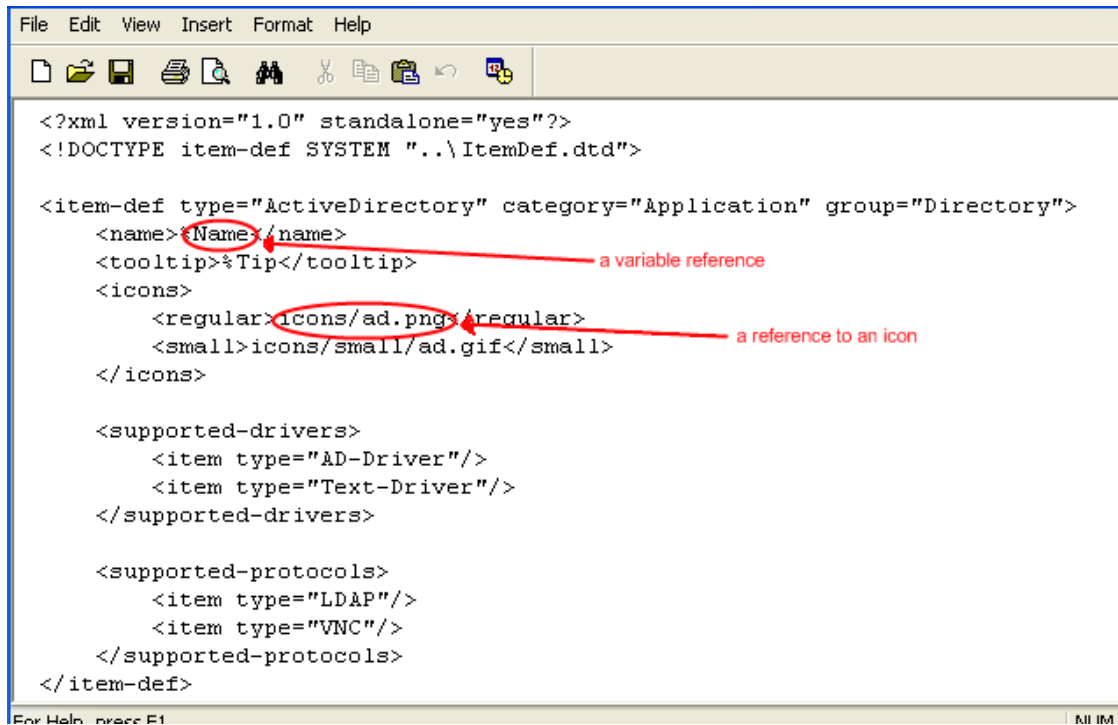 File Edit View Insert Format Help
<?xml version="1.0" standalone="yes"?>
<!DOCTYPE item-def SYSTEM "..\ItemDef.dtd">
<item-def type="ActiveDirectory" category="Application" group="Directory">
<name>%Name</name>
<tooltip>%Tip</tooltip>
a variable reference
<icons>
<regular>icons/ad.png</regular>
a reference to an icon
<small>icons/small/ad.gif</small>
</icons>
<supported-drivers>
<item type="AD-Driver"/>
<item type="Text-Driver"/>
</supported-drivers>
<supported-protocols>
<item type="LDAP"/>
<item type="VNC"/>
</supported-protocols>
</item-def>
For Help, press F1 NUM